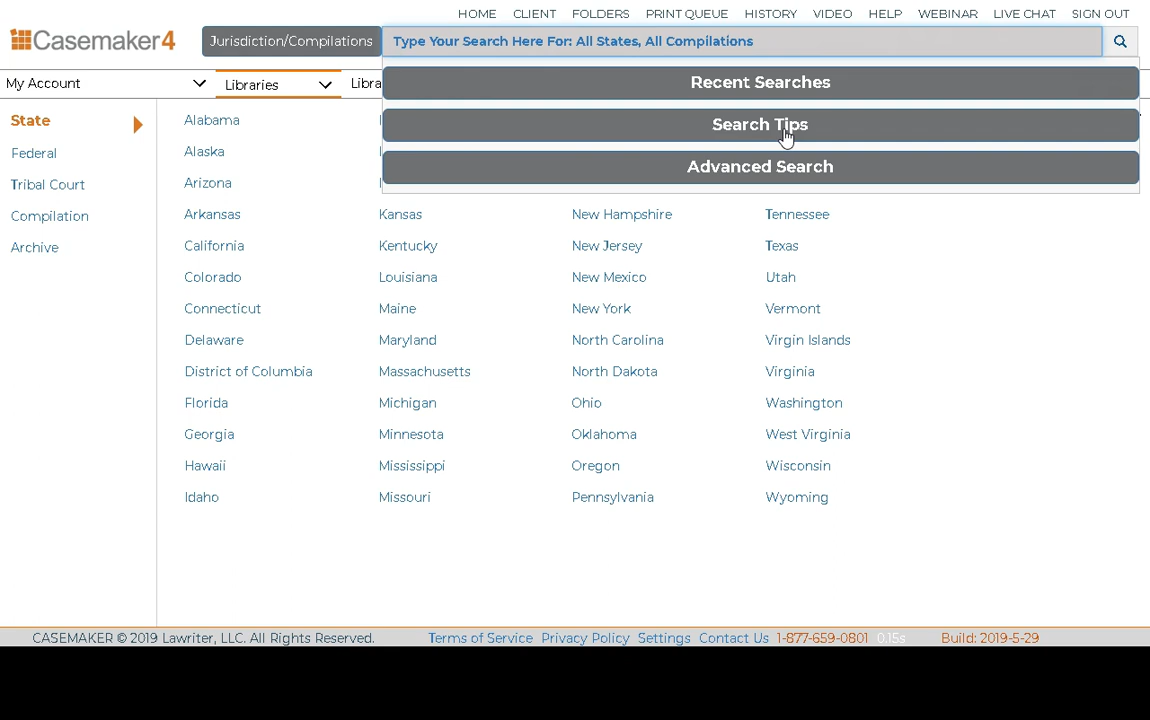 HOME CLIENT FOLDERS PRINT QUEUE HISTORY VIDEO HELP WEBINAR LIVE CHAT SIGN OUT
Casemaker4 Jurisdiction/Compilations Type Your Search Here For: All States, All Compilations
My Account Libraries Libra Recent Searches
State Alabama Search Tips
Federal Alaska Advanced Search
Tribal Court Arizona
Compilation Arkansas Kansas New Hampshire Tennessee
Archive California Kentucky New Jersey Texas
Colorado Louisiana New Mexico Utah
Connecticut Maine New York Vermont
Delaware Maryland North Carolina Virgin Islands
District of Columbia Massachusetts North Dakota Virginia
Florida Michigan Ohio Washington
Georgia Minnesota Oklahoma West Virginia
Hawaii Mississippi Oregon Wisconsin
Idaho Missouri Pennsylvania Wyoming
CASEMAKER © 2019 Lawriter, LLC. All Rights Reserved. Terms of Service Privacy Policy Settings Contact Us 1-877-659-0801 0.15s Build: 2019-5-29